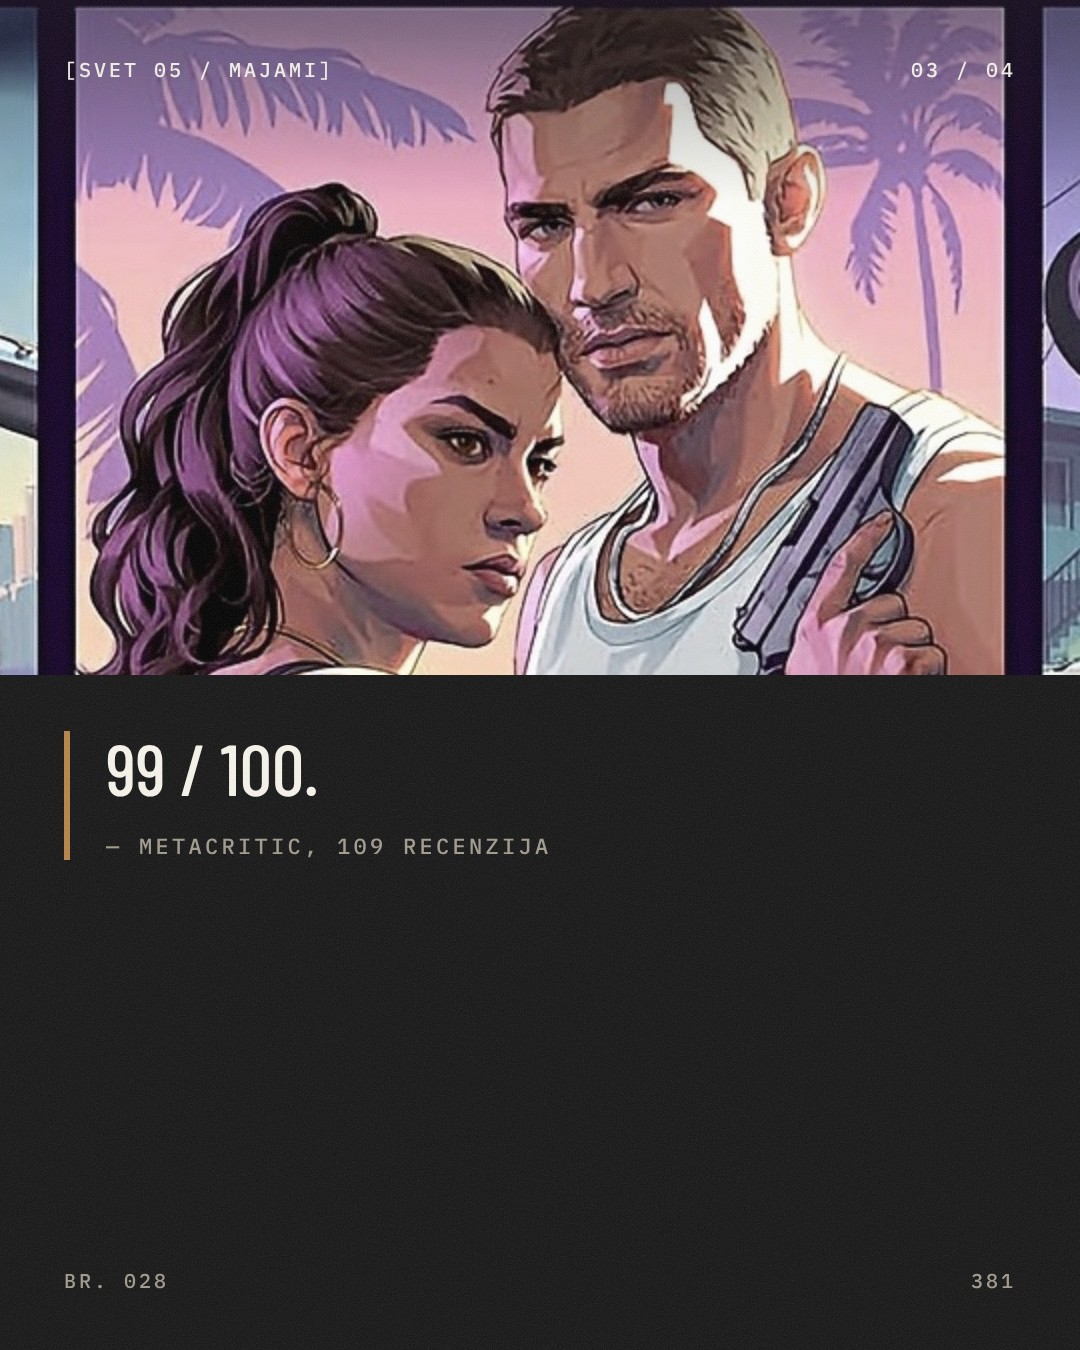 [SVET 05 / MAJAMI]
03 / 04
99 / 100.
— METACRITIC, 109 RECENZIJA
BR. 028
381